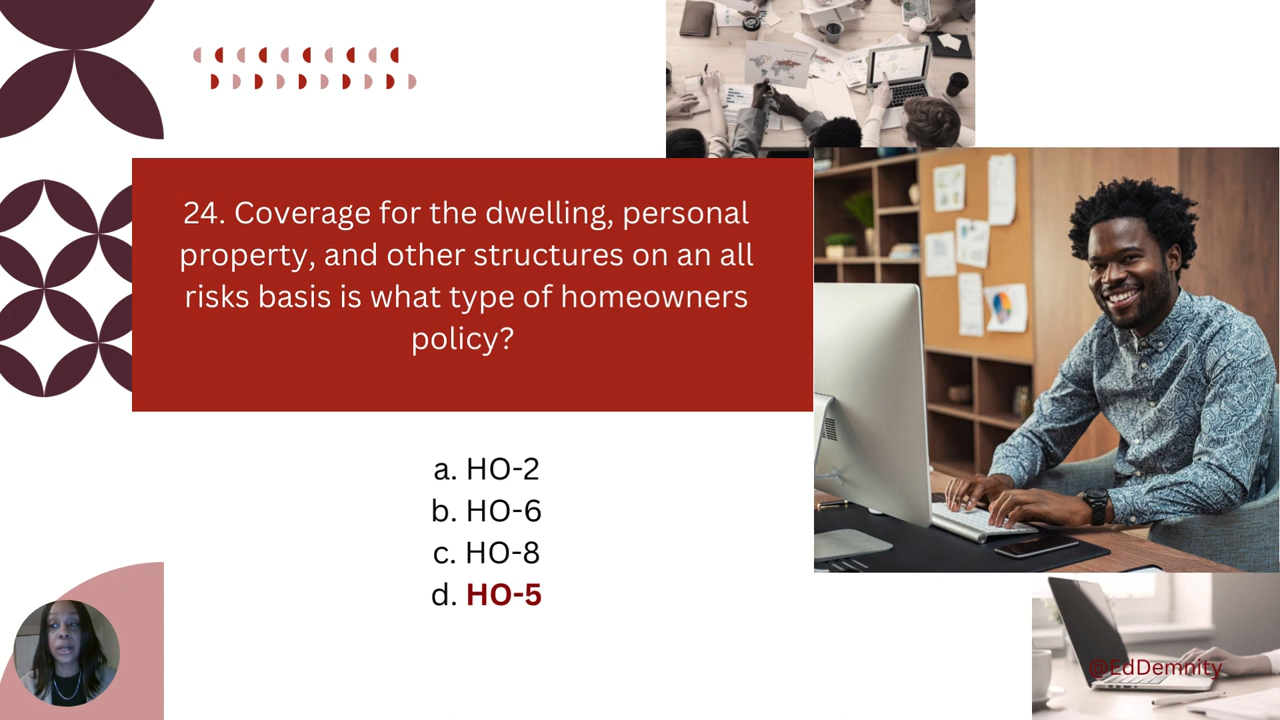 24. Coverage for the dwelling, personal
property, and other structures on an all
risks basis is what type of homeowners
policy?
a. HO-2
b. HO-6
c. HO-8
d. HO-5
@EdDemnity